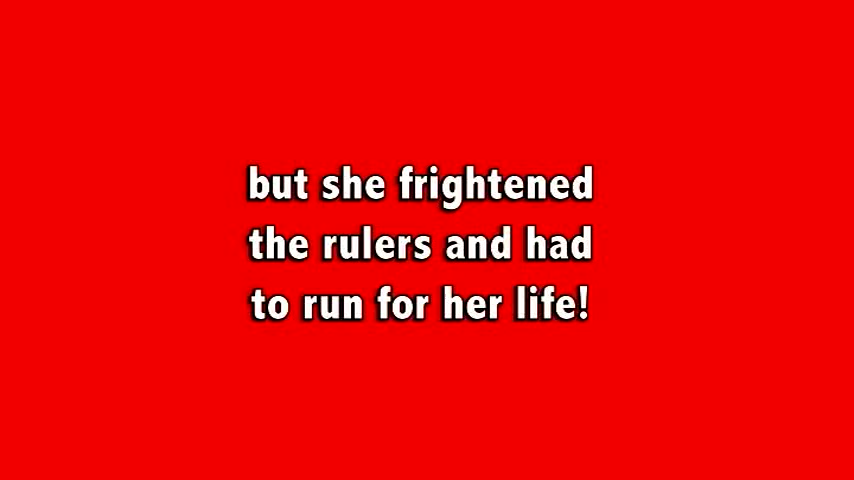 but she frightened
the rulers and had
to run for her life!